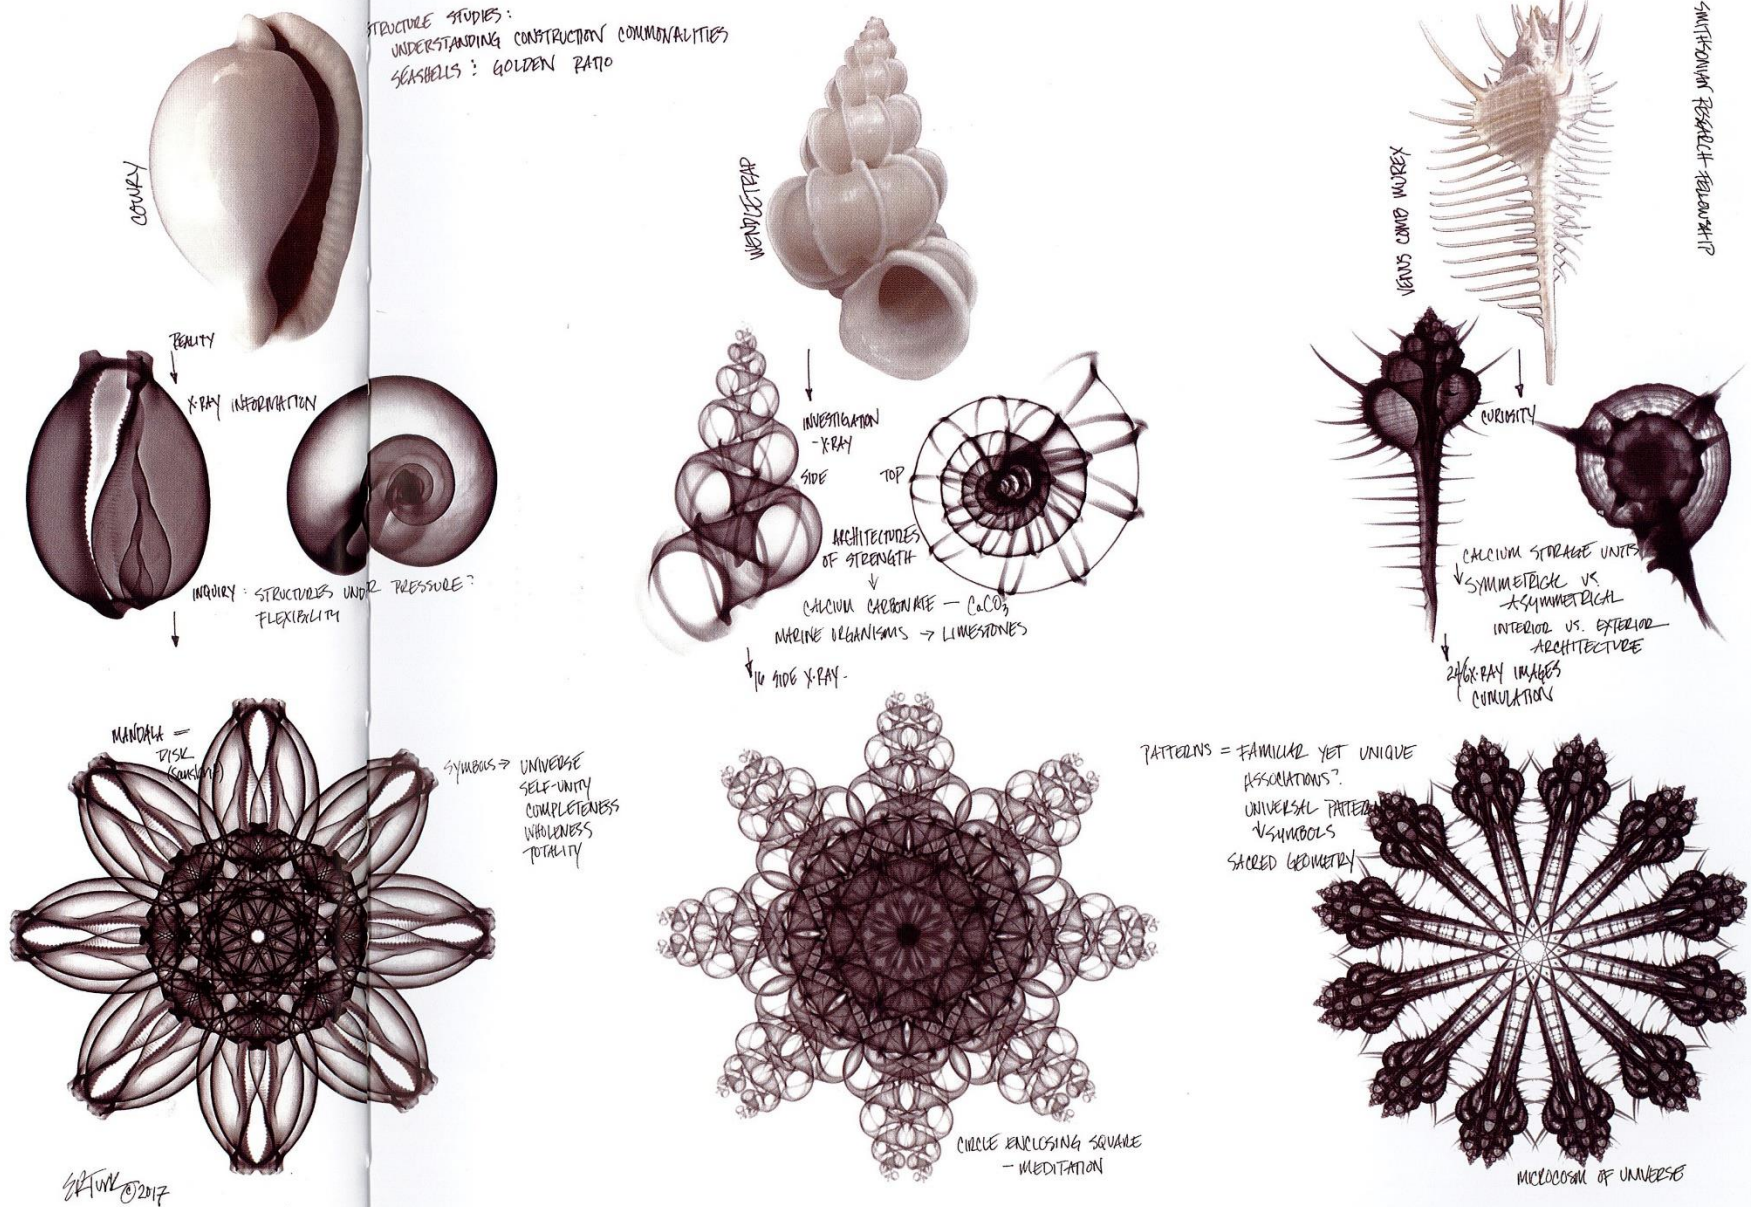 STRUCTURE STUDIES:
UNDERSTANDING CONSTRUCTION COMMONALITIES
SEASHELLS : GOLDEN RATIO
COWRY
REALITY
X-RAY INFORMATION
INQUIRY : STRUCTURES UNDER PRESSURE?
FLEXIBILITY
MANDALA =
DISK
(Sanskrit)
SYMBOLS → UNIVERSE
SELF-UNITY
COMPLETENESS
WHOLENESS
TOTALITY
©2017
WENDLETRAP
INVESTIGATION
- X-RAY
SIDE
TOP
ARCHITECTURES
OF STRENGTH
CALCIUM CARBONATE — CaCO3
MARINE ORGANISMS → LIMESTONES
16 SIDE X-RAY -
CIRCLE ENCLOSING SQUARE
- MEDITATION
SMITHSONIAN RESEARCH FELLOWSHIP
VENUS COMB MUREX
CURIOSITY
CALCIUM STORAGE UNITS
SYMMETRICAL VS.
ASYMMETRICAL
INTERIOR VS. EXTERIOR
ARCHITECTURE
X-RAY IMAGES
CUMULATION
PATTERNS = FAMILIAR YET UNIQUE
ASSOCIATIONS?
UNIVERSAL PATTERN
↓ SYMBOLS
SACRED GEOMETRY
MICROCOSM OF UNIVERSE